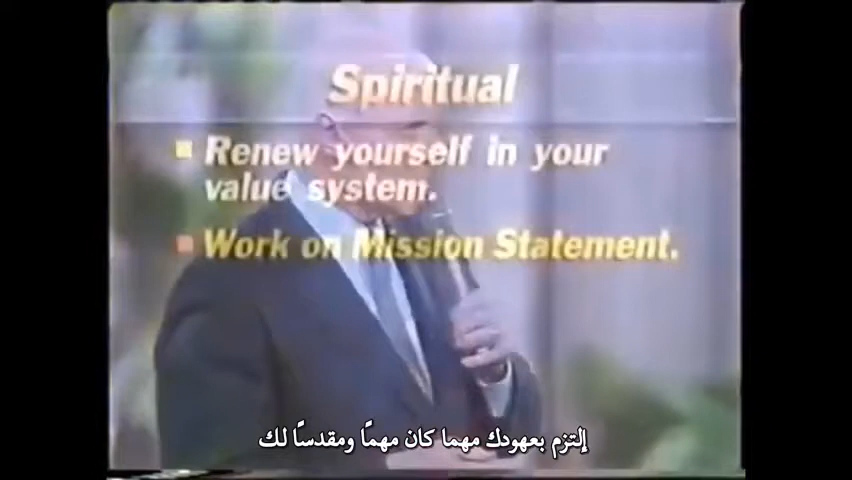 Spiritual
Renew yourself in your
value system.
Work on Mission Statement.
إلتزم بعهودك مهما كان مهمًا ومقدسًا لك